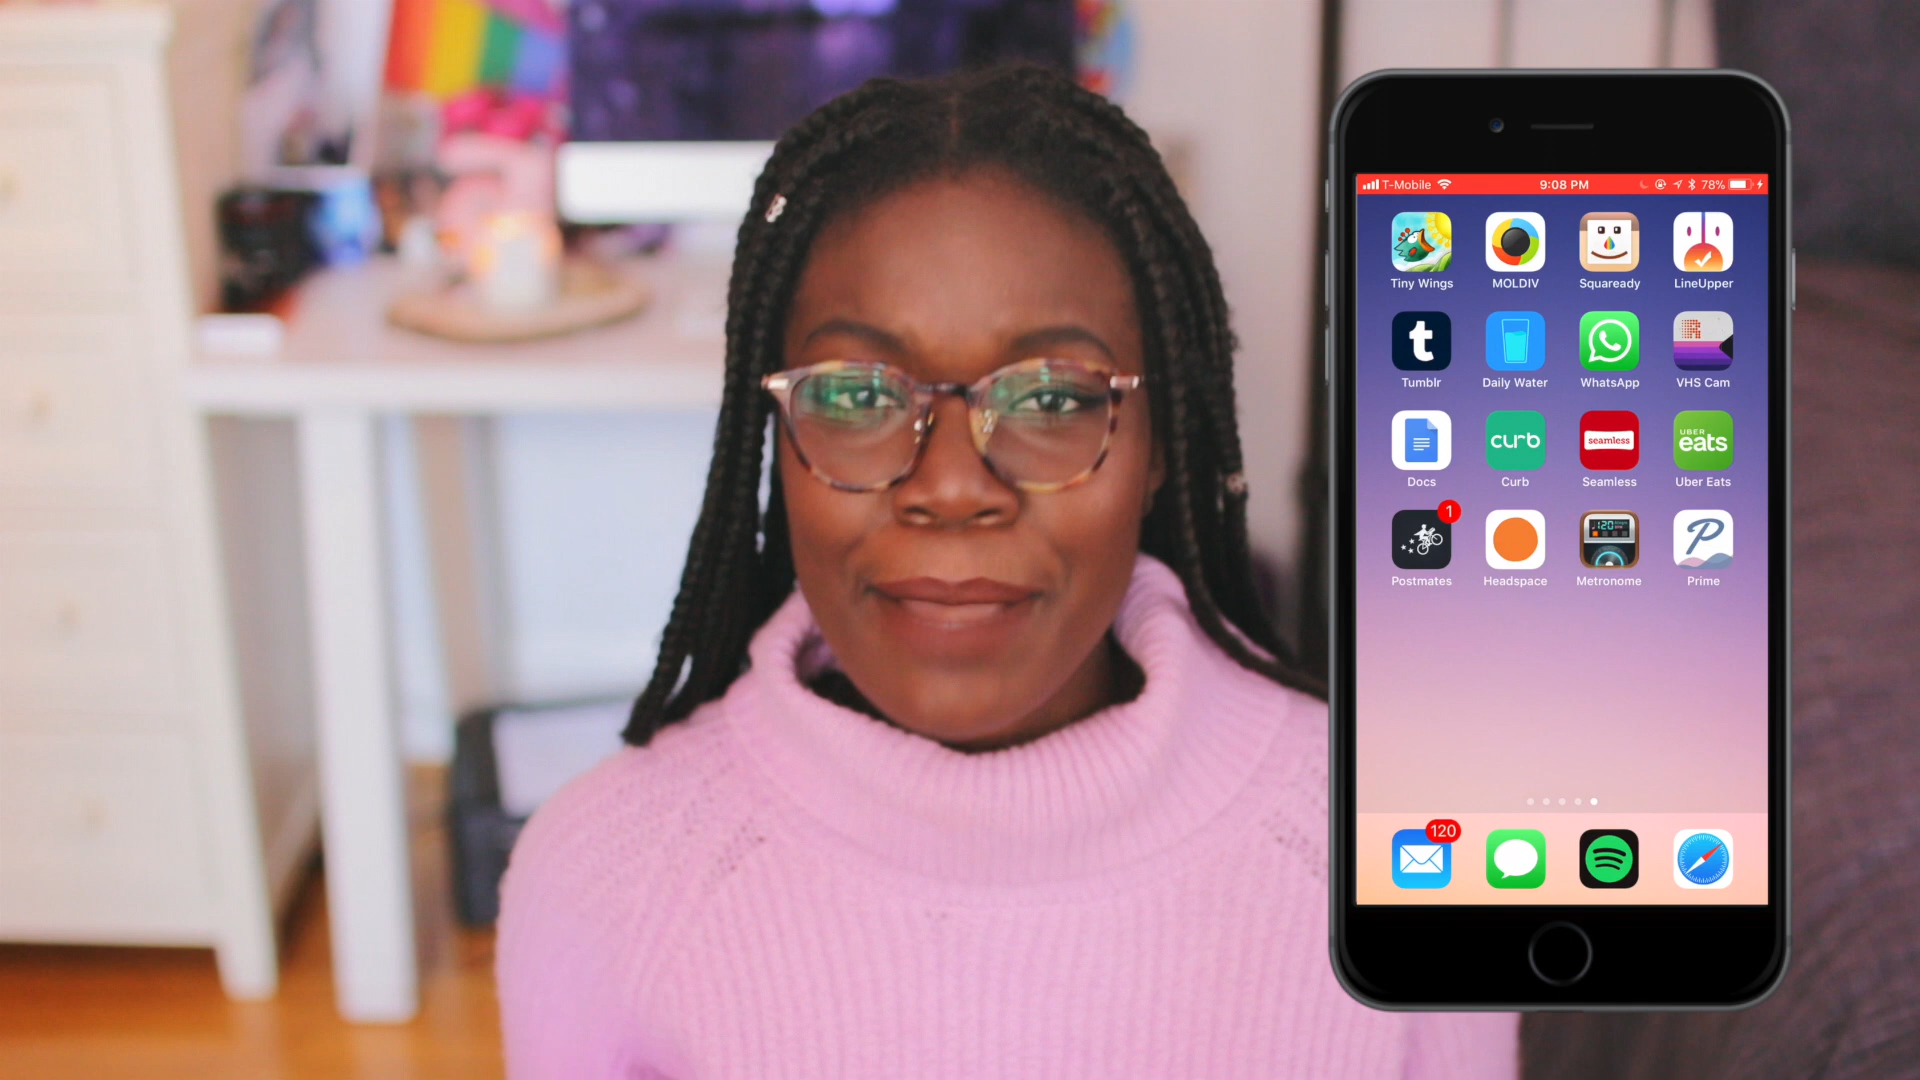 T-Mobile 9:08 PM 78%
Tiny Wings MOLDIV Squaready LineUpper
t
Tumblr Daily Water WhatsApp VHS Cam
curb seamless UBER eats
Docs Curb Seamless Uber Eats
1
120 P
Postmates Headspace Metronome Prime
120